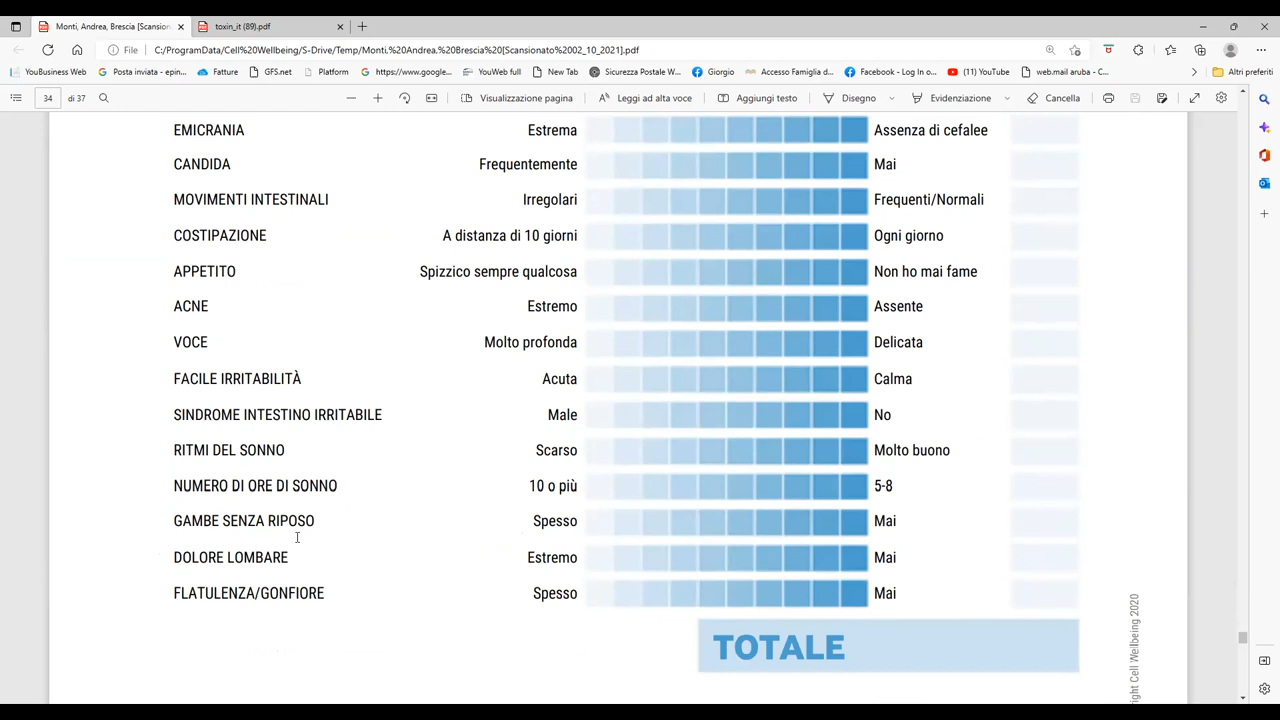 Monti, Andrea, Brescia [Scansion
toxin_it (89).pdf
File
C:/ProgramData/Cell%20Wellbeing/S-Drive/Temp/Monti.%20Andrea.%20Brescia%20[Scansionato%2002_10_2021].pdf
YouBusiness Web
Posta inviata - epin...
Fatture
GFS.net
Platform
https://www.google...
YouWeb full
New Tab
Sicurezza Postale W...
Giorgio
Accesso Famiglia d...
Facebook - Log In o...
(11) YouTube
web.mail aruba - C...
Altri preferiti
34 di 37
Visualizzazione pagina
Leggi ad alta voce
Aggiungi testo
Disegno
Evidenziazione
Cancella
EMICRANIA Estrema Assenza di cefalee
CANDIDA Frequentemente Mai
MOVIMENTI INTESTINALI Irregolari Frequenti/Normali
COSTIPAZIONE A distanza di 10 giorni Ogni giorno
APPETITO Spizzico sempre qualcosa Non ho mai fame
ACNE Estremo Assente
VOCE Molto profonda Delicata
FACILE IRRITABILITÀ Acuta Calma
SINDROME INTESTINO IRRITABILE Male No
RITMI DEL SONNO Scarso Molto buono
NUMERO DI ORE DI SONNO 10 o più 5-8
GAMBE SENZA RIPOSO Spesso Mai
DOLORE LOMBARE Estremo Mai
FLATULENZA/GONFIORE Spesso Mai
TOTALE
ight Cell Wellbeing 2020